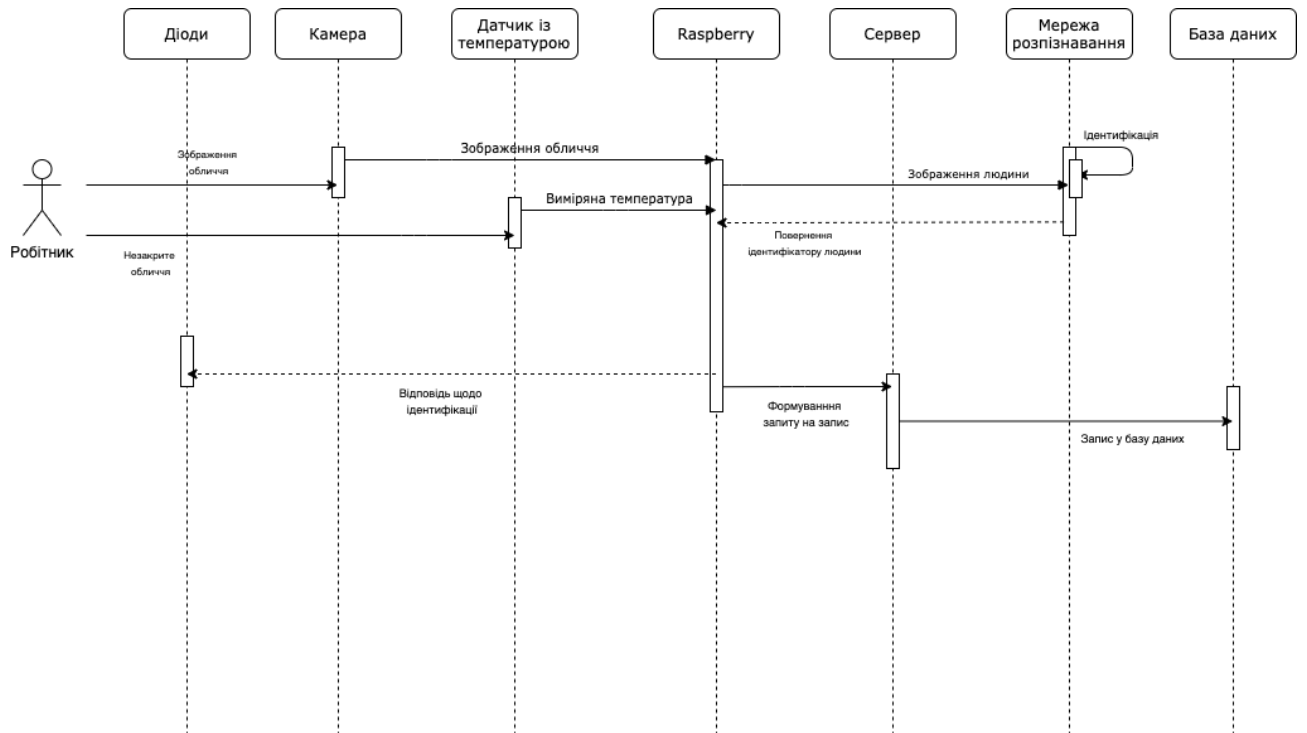 Діоди
Камера
Датчик із
температурою
Raspberry
Сервер
Мережа
розпізнавання
База даних
Ідентифікація
Зображення
обличчя
Зображення обличчя
Зображення людини
Виміряна температура
Робітник
Незакрите
обличчя
Повернення
ідентифікатору людини
Відповідь щодо
ідентифікації
Формуванння
запиту на запис
Запис у базу даних